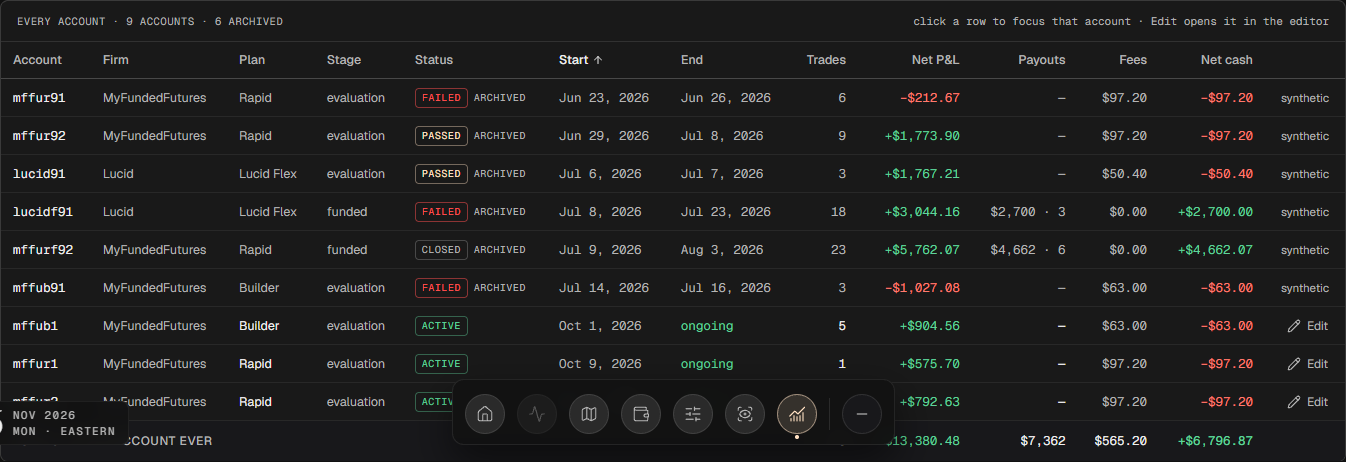 EVERY ACCOUNT · 9 ACCOUNTS · 6 ARCHIVED click a row to focus that account · Edit opens it in the editor
Account Firm Plan Stage Status Start ↑ End Trades Net P&L Payouts Fees Net cash
mffur91 MyFundedFutures Rapid evaluation FAILED ARCHIVED Jun 23, 2026 Jun 26, 2026 6 −$212.67 — $97.20 −$97.20 synthetic
mffur92 MyFundedFutures Rapid evaluation PASSED ARCHIVED Jun 29, 2026 Jul 8, 2026 9 +$1,773.90 — $97.20 −$97.20 synthetic
lucid91 Lucid Lucid Flex evaluation PASSED ARCHIVED Jul 6, 2026 Jul 7, 2026 3 +$1,767.21 — $50.40 −$50.40 synthetic
lucidf91 Lucid Lucid Flex funded FAILED ARCHIVED Jul 8, 2026 Jul 23, 2026 18 +$3,044.16 $2,700 · 3 $0.00 +$2,700.00 synthetic
mffurf92 MyFundedFutures Rapid funded CLOSED ARCHIVED Jul 9, 2026 Aug 3, 2026 23 +$5,762.07 $4,662 · 6 $0.00 +$4,662.07 synthetic
mffub91 MyFundedFutures Builder evaluation FAILED ARCHIVED Jul 14, 2026 Jul 16, 2026 3 −$1,027.08 — $63.00 −$63.00 synthetic
mffub1 MyFundedFutures Builder evaluation ACTIVE Oct 1, 2026 ongoing 5 +$904.56 — $63.00 −$63.00 Edit
mffur1 MyFundedFutures Rapid evaluation ACTIVE Oct 9, 2026 ongoing 1 +$575.70 — $97.20 −$97.20 Edit
MyFundedFutures Rapid evaluation +$792.63 — $97.20 −$97.20 Edit
NOV 2026
MON · EASTERN
ACCOUNT EVER 13,380.48 $7,362 $565.20 +$6,796.87